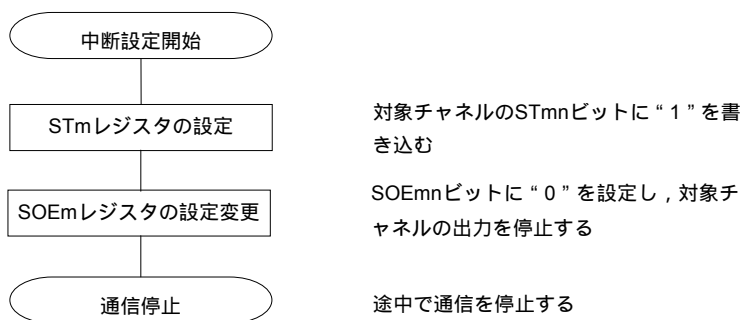 中断設定開始
STmレジスタの設定
対象チャネルのSTmnビットに“1”を書
き込む
SOEmレジスタの設定変更
SOEmnビットに“0”を設定し，対象チ
ャネルの出力を停止する
通信停止
途中で通信を停止する